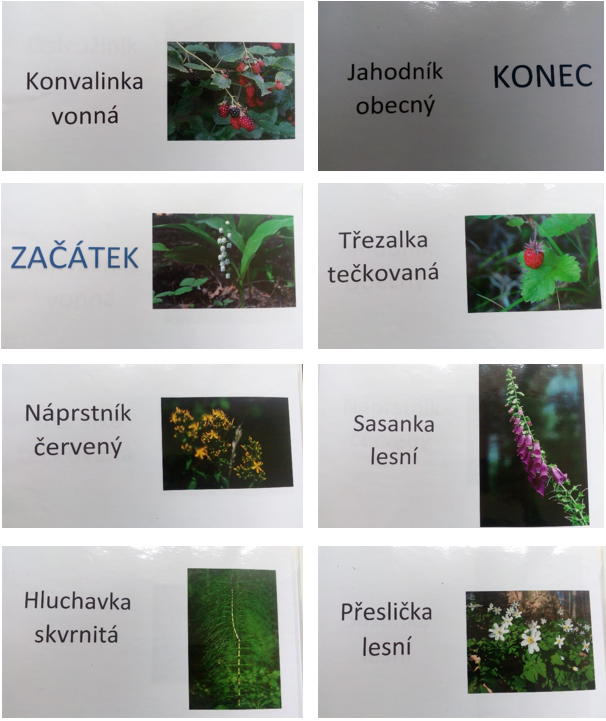 Konvalinka
vonná
Jahodník
obecný
KONEC
ZAČÁTEK
Třezalka
tečkovaná
Náprstník
červený
Sasanka
lesní
Hluchavka
skvrnitá
Přeslička
lesní